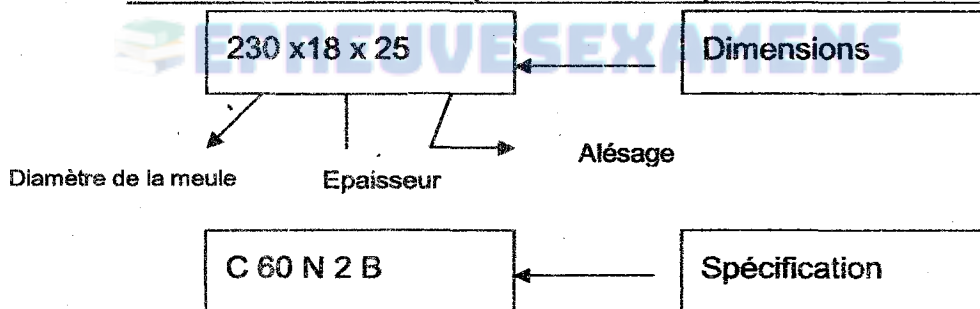 EPREUVESEXAMENS
230 x18 x 25
Dimensions
Alésage
Diamètre de la meule
Epaisseur
C 60 N 2 B
Spécification